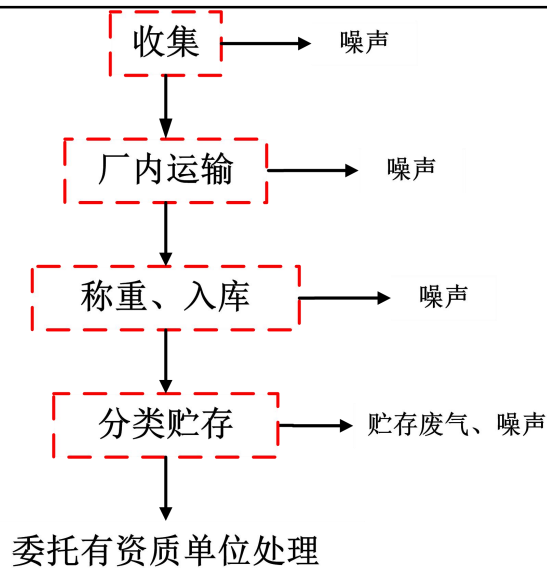 收集
噪声
厂内运输
噪声
称重、入库
噪声
分类贮存
贮存废气、噪声
委托有资质单位处理